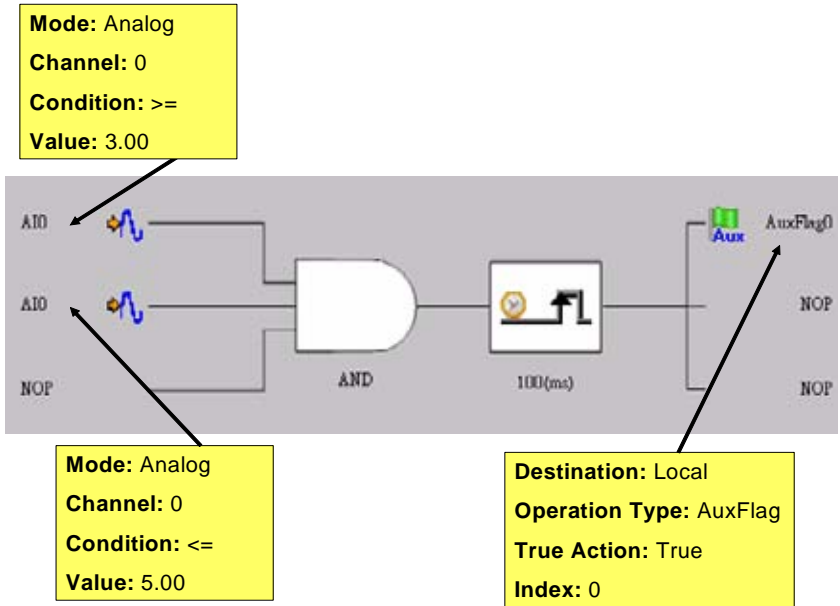 Mode: Analog
Channel: 0
Condition: >=
Value: 3.00
AI0
Aux
AuxFlag0
AI0
NOP
NOP
AND
100(ms)
NOP
Mode: Analog
Channel: 0
Condition: <=
Value: 5.00
Destination: Local
Operation Type: AuxFlag
True Action: True
Index: 0